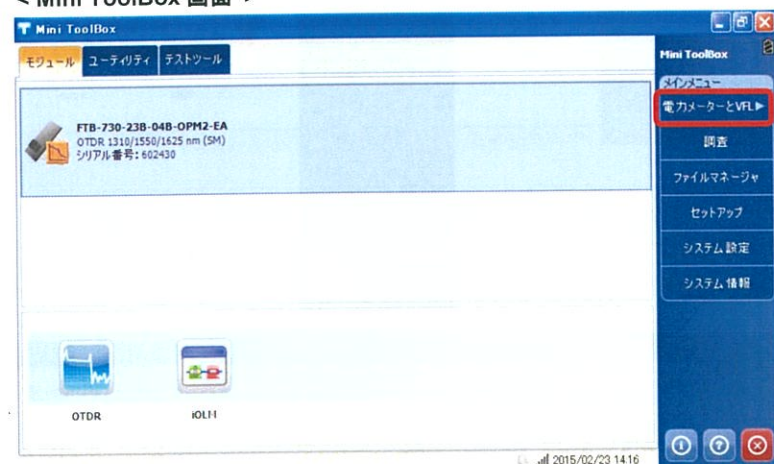 < Mini ToolBox 画面 >
Mini ToolBox
モジュール ユーティリティ テストツール
FTB-730-23B-04B-OPM2-EA
OTDR 1310/1550/1625 nm (SM)
シリアル番号: 602430
OTDR
iOLM
2015/02/23 14:16
Mini ToolBox
メインメニュー
電力メーターとVFL▶
調査
ファイルマネージャ
セットアップ
システム設定
システム情報